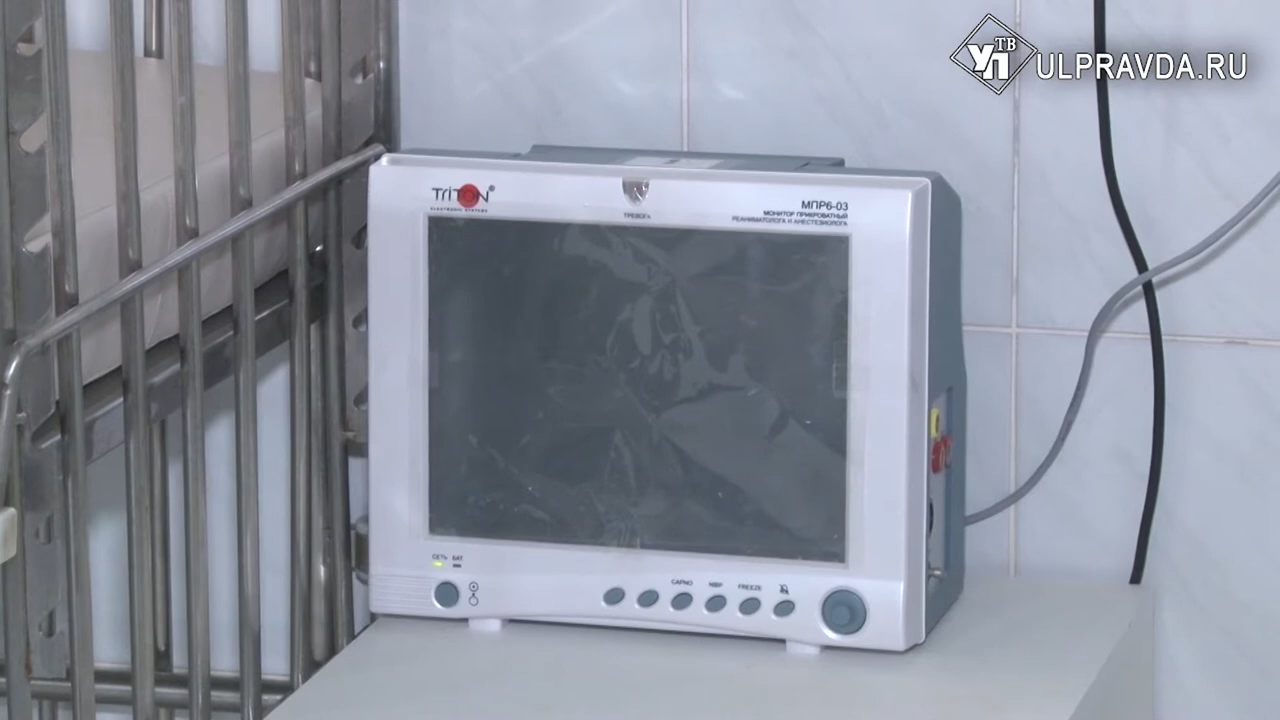 УП ТВ
ULPRAVDA.RU
TRITON®
ELECTRONIC SYSTEMS
ТРЕВОГА
МПР6-03
МОНИТОР ПРИКРОВАТНЫЙ
РЕАНИМАТОЛОГА И АНЕСТЕЗИОЛОГА
СЕТЬ БАТ.
CAPNO NIBP FREEZE